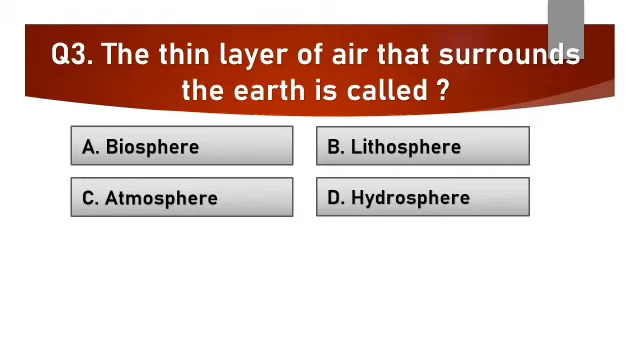 Q3. The thin layer of air that surrounds
the earth is called ?
A. Biosphere
B. Lithosphere
C. Atmosphere
D. Hydrosphere